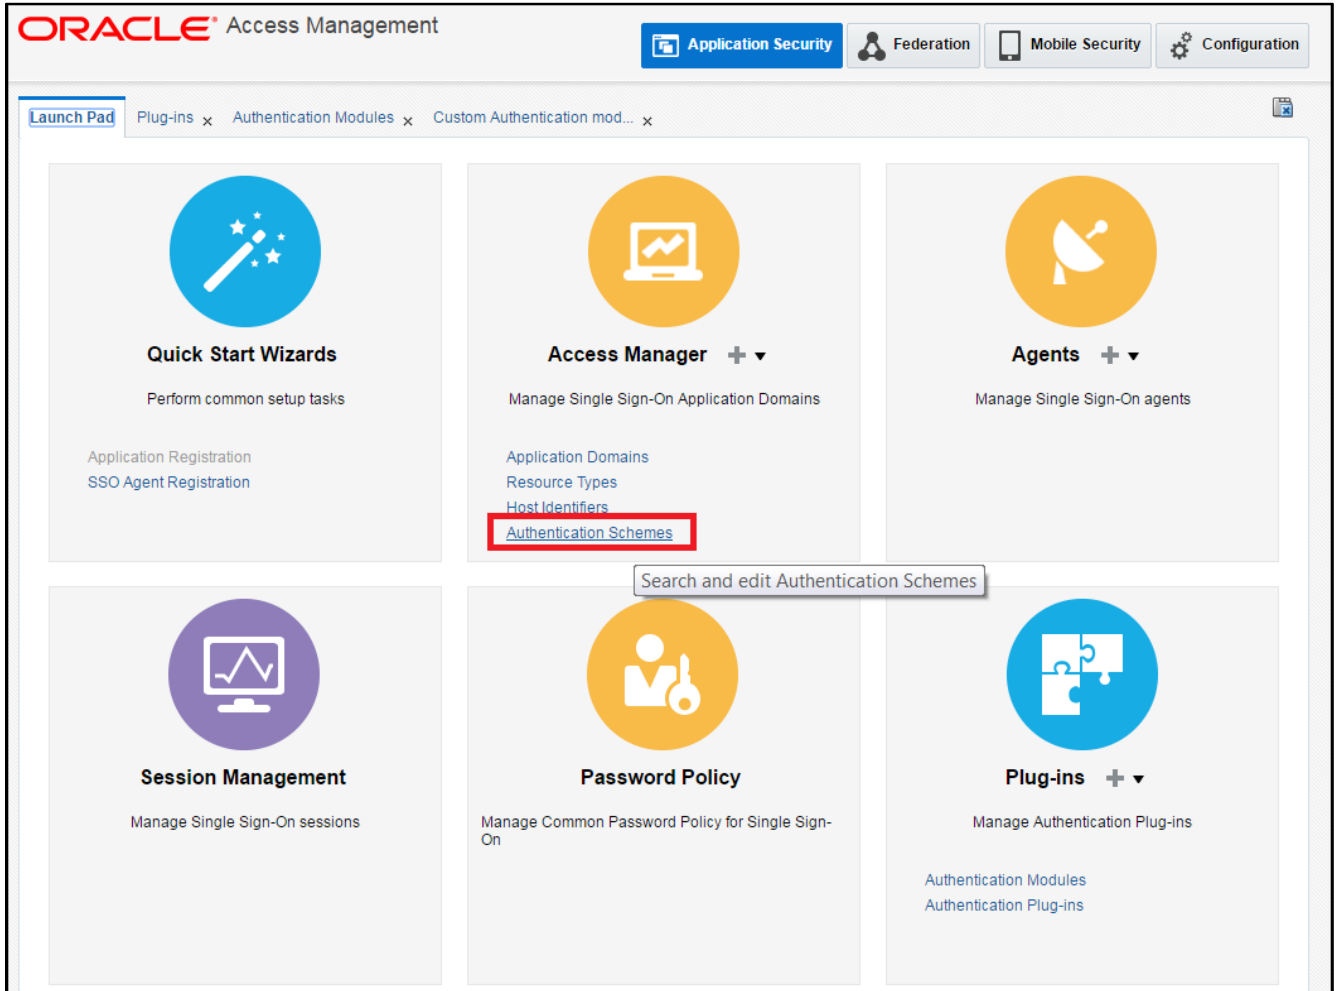 ORACLE Access Management
Application Security Federation Mobile Security Configuration
Launch Pad Plug-ins x Authentication Modules x Custom Authentication mod... x
Quick Start Wizards
Perform common setup tasks
Application Registration
SSO Agent Registration
Access Manager
Manage Single Sign-On Application Domains
Application Domains
Resource Types
Host Identifiers
Authentication Schemes
Search and edit Authentication Schemes
Agents
Manage Single Sign-On agents
Session Management
Manage Single Sign-On sessions
Password Policy
Manage Common Password Policy for Single Sign-
On
Plug-ins
Manage Authentication Plug-ins
Authentication Modules
Authentication Plug-ins